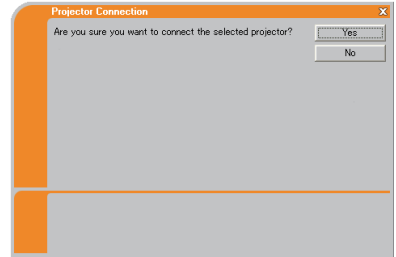 Projector Connection X
Are you sure you want to connect the selected projector?
Yes
No